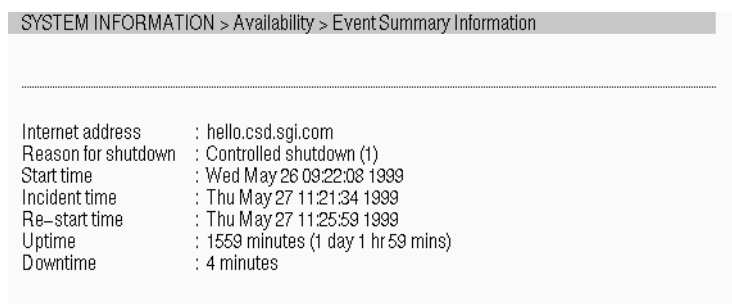 SYSTEM INFORMATION > Availability > Event Summary Information
Internet address : hello.csd.sgi.com
Reason for shutdown : Controlled shutdown (1)
Start time : Wed May 26 09:22:08 1999
Incident time : Thu May 27 11:21:34 1999
Re-start time : Thu May 27 11:25:59 1999
Uptime : 1559 minutes (1 day 1 hr 59 mins)
Downtime : 4 minutes